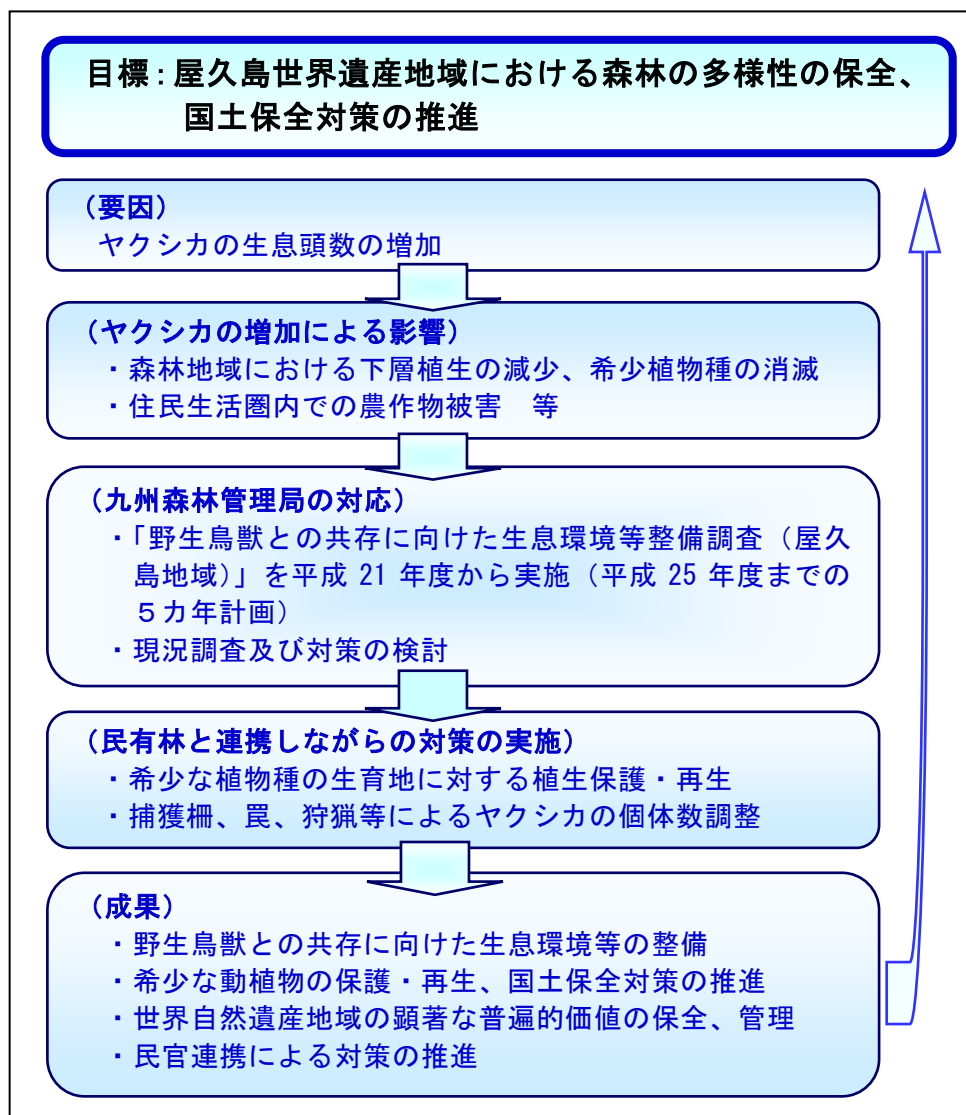 目標：屋久島世界遺産地域における森林の多様性の保全、
国土保全対策の推進
（要因）
ヤクシカの生息頭数の増加
（ヤクシカの増加による影響）
・森林地域における下層植生の減少、希少植物種の消滅
・住民生活圏内での農作物被害　等
（九州森林管理局の対応）
・「野生鳥獣との共存に向けた生息環境等整備調査（屋久
島地域）」を平成 21 年度から実施（平成 25 年度までの
５カ年計画）
・現況調査及び対策の検討
（民有林と連携しながらの対策の実施）
・希少な植物種の生育地に対する植生保護・再生
・捕獲柵、罠、狩猟等によるヤクシカの個体数調整
（成果）
・野生鳥獣との共存に向けた生息環境等の整備
・希少な動植物の保護・再生、国土保全対策の推進
・世界自然遺産地域の顕著な普遍的価値の保全、管理
・民官連携による対策の推進